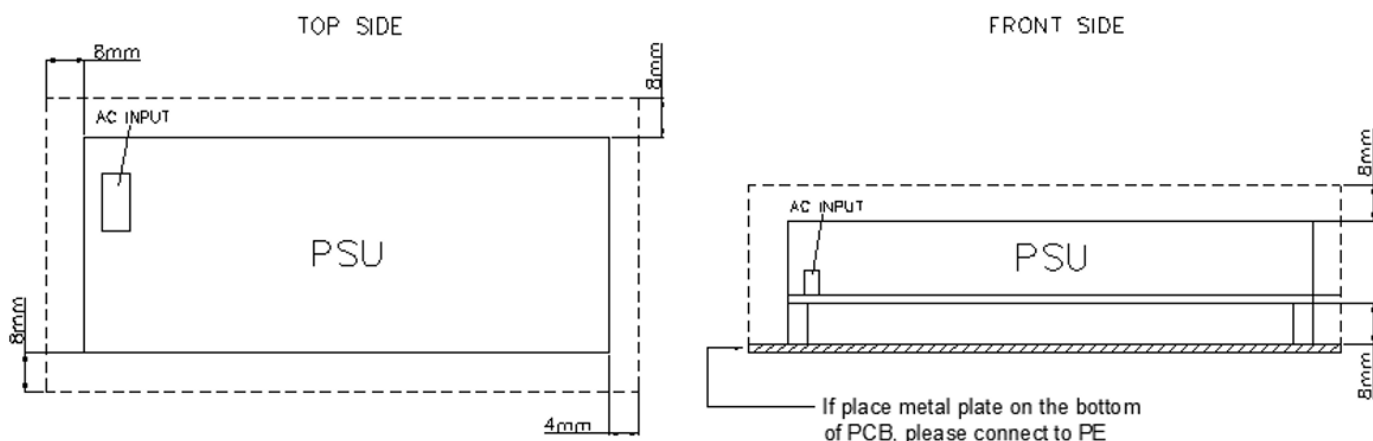 TOP SIDE
8mm
8mm
AC INPUT
PSU
8mm
4mm
FRONT SIDE
8mm
AC INPUT
PSU
8mm
If place metal plate on the bottom
of PCB, please connect to PE